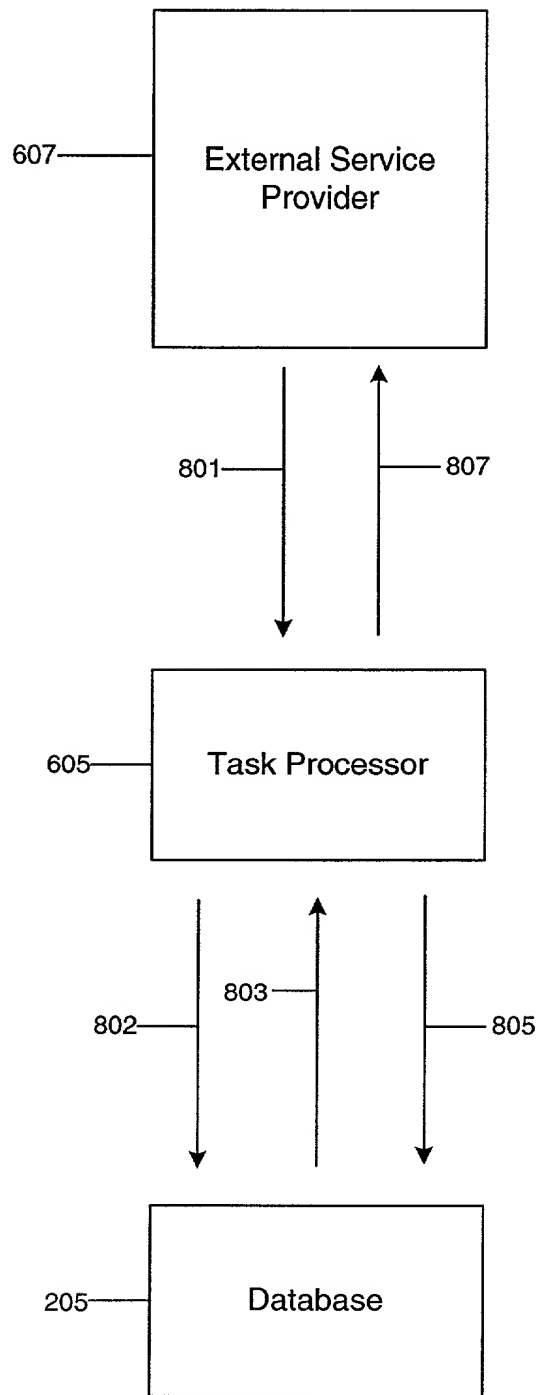 607
External Service
Provider
801
807
605
Task Processor
802
803
805
205
Database